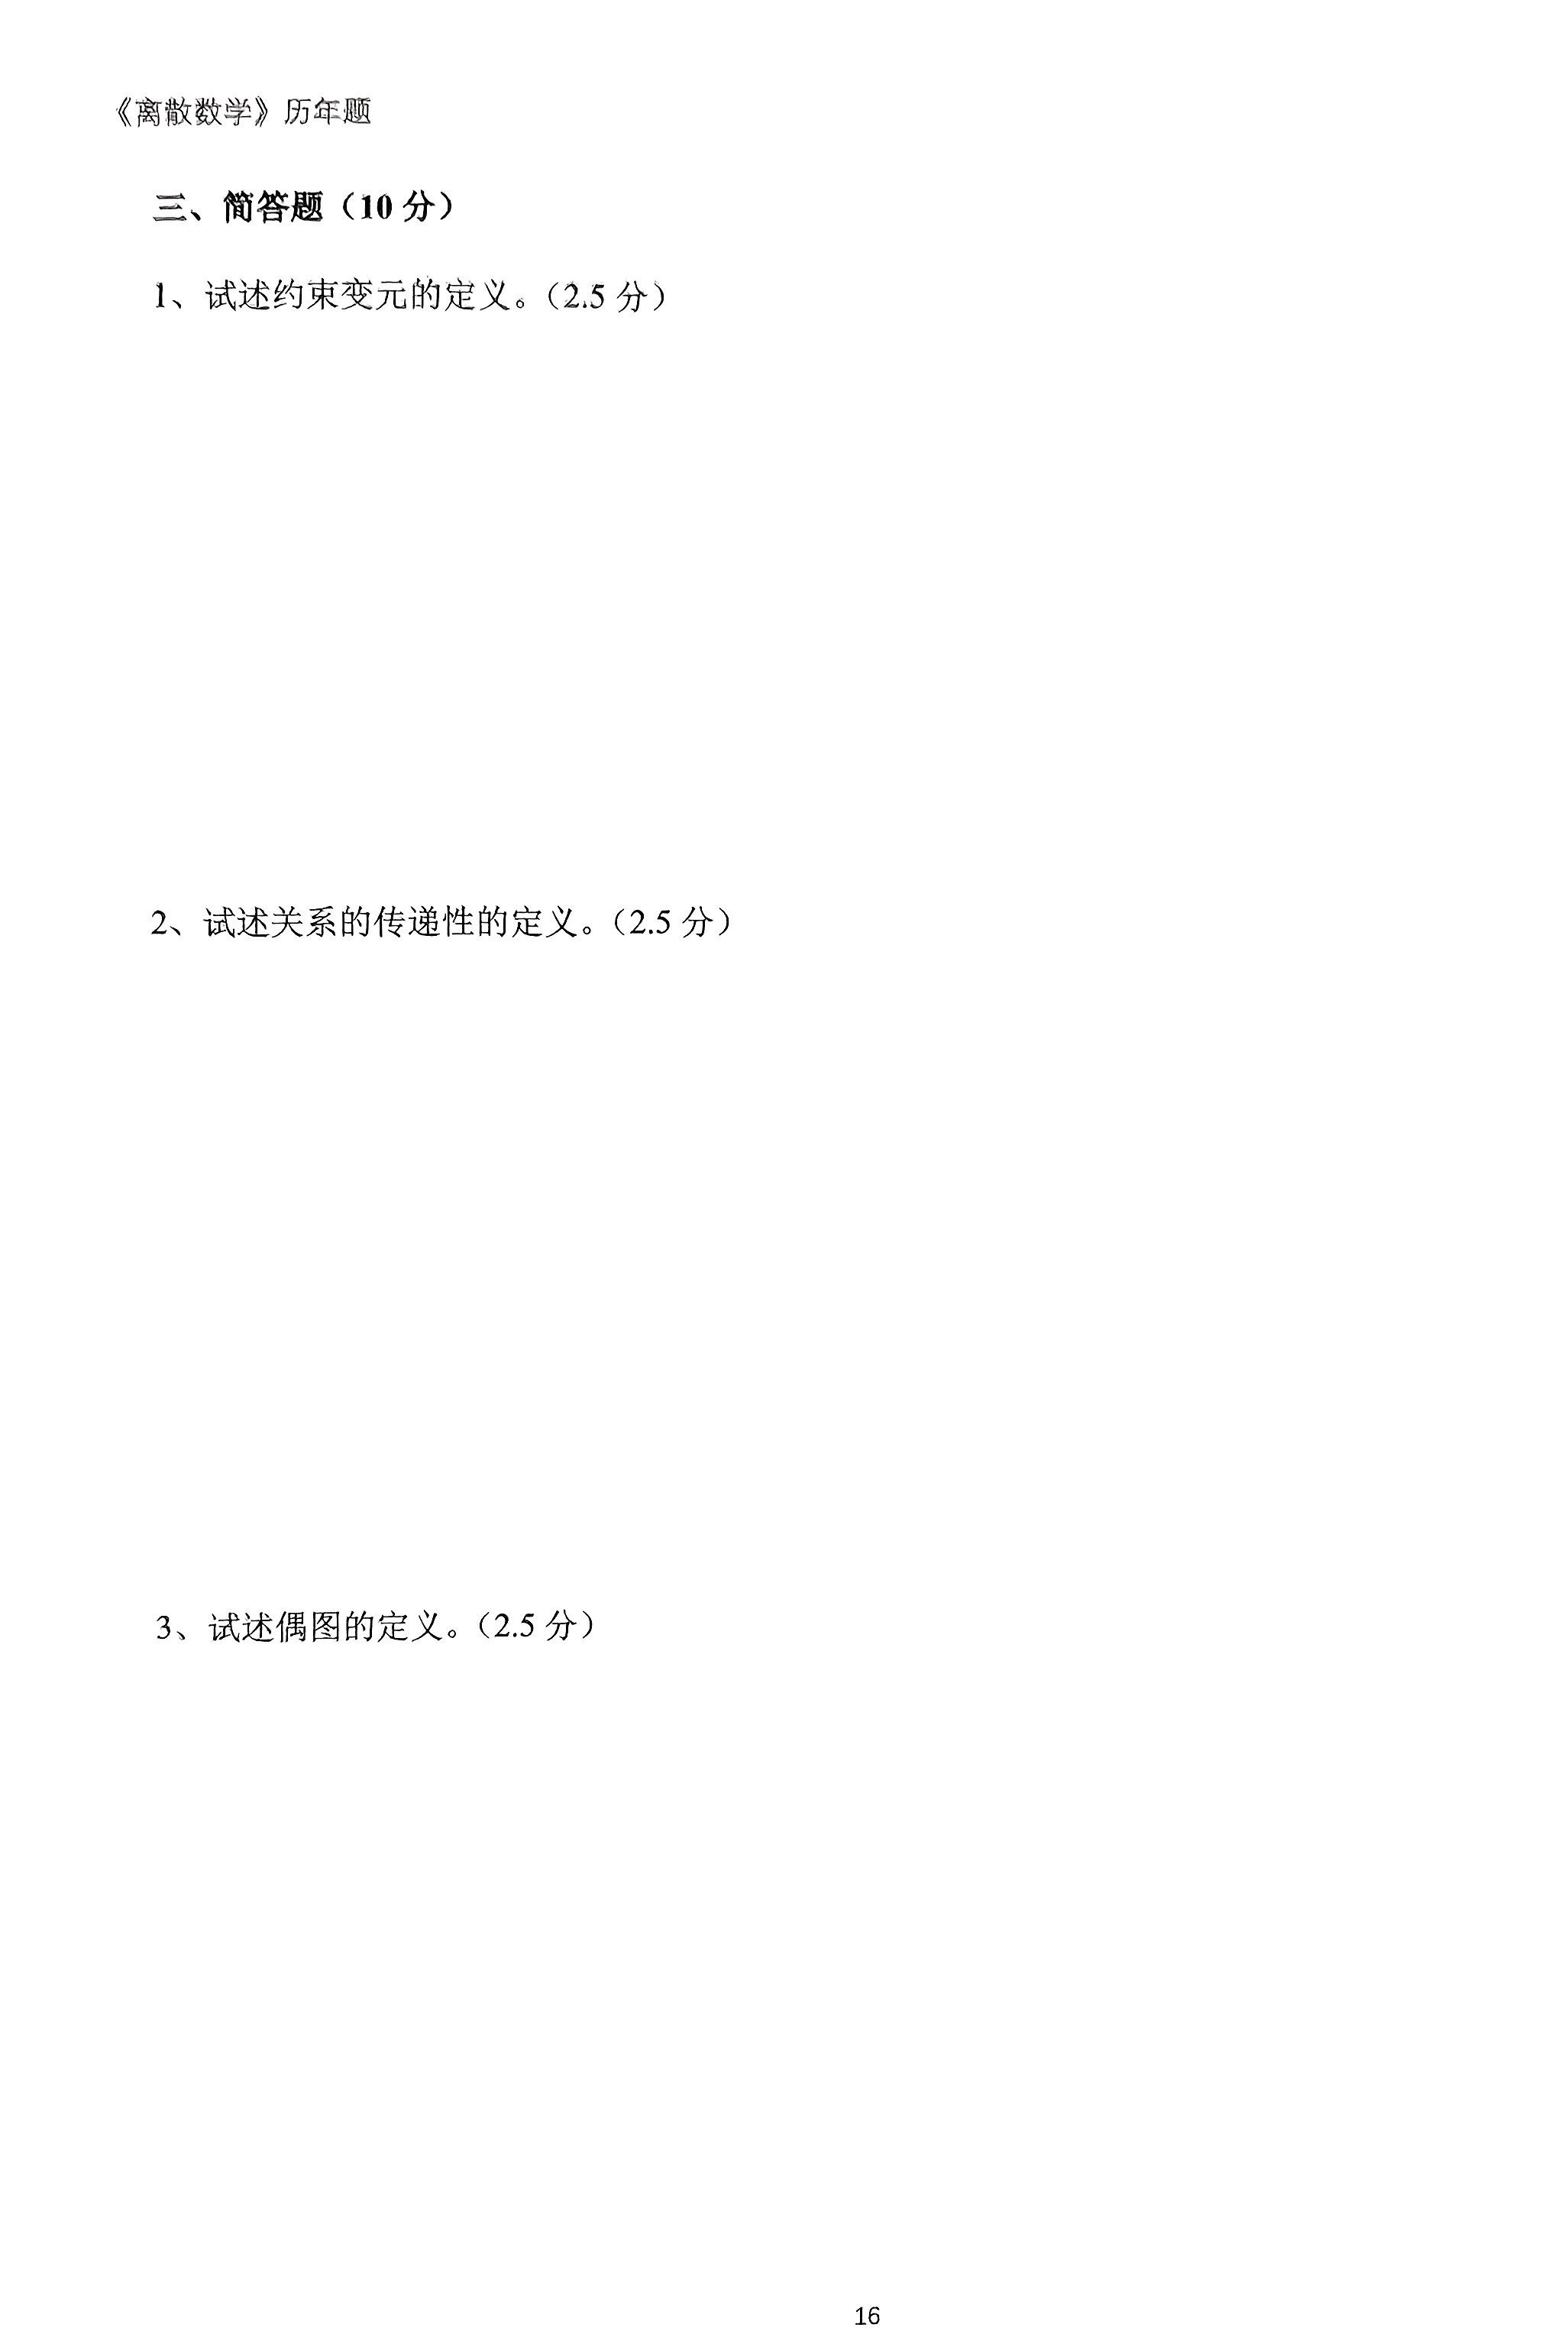 《离散数学》历年题
三、简答题（10 分）
1、试述约束变元的定义。（2.5 分）
2、试述关系的传递性的定义。（2.5 分）
3、试述偶图的定义。（2.5 分）
16